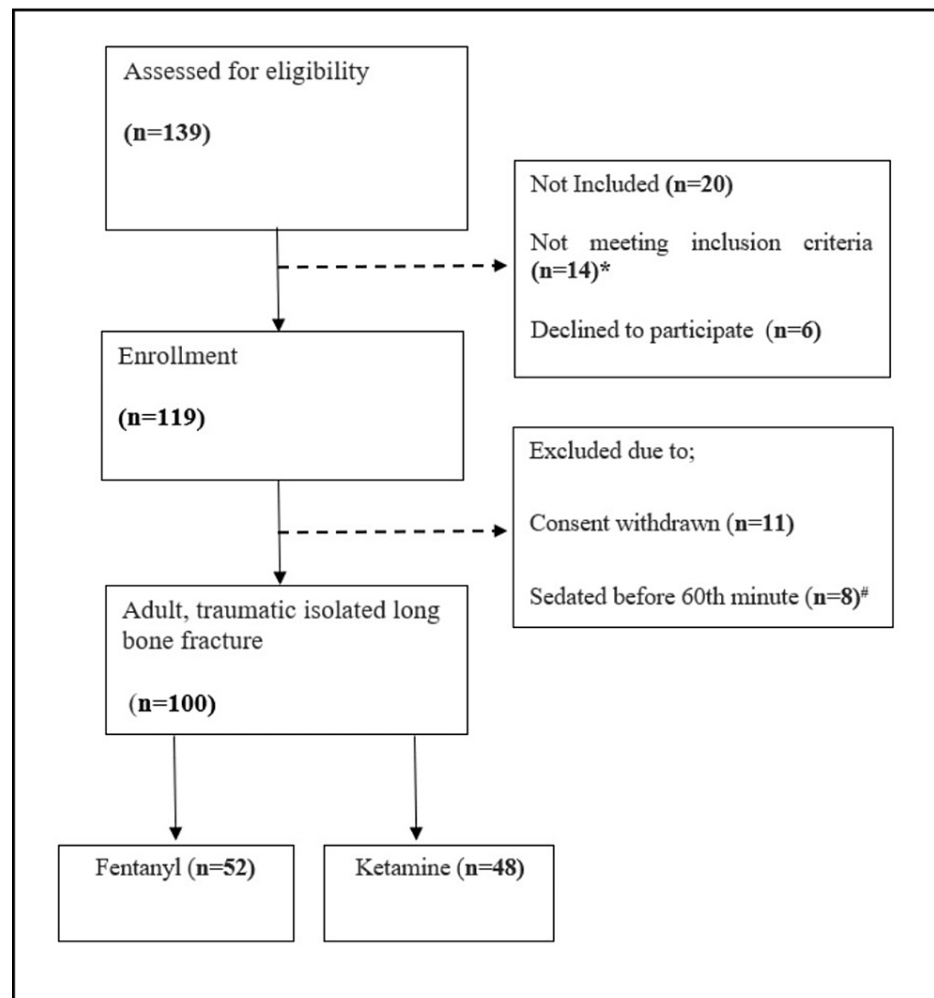 Assessed for eligibility
(n=139)
Not Included (n=20)
Not meeting inclusion criteria
(n=14)*
Declined to participate (n=6)
Enrollment
(n=119)
Excluded due to;
Consent withdrawn (n=11)
Sedated before 60th minute (n=8)#
Adult, traumatic isolated long
bone fracture
(n=100)
Fentanyl (n=52)
Ketamine (n=48)